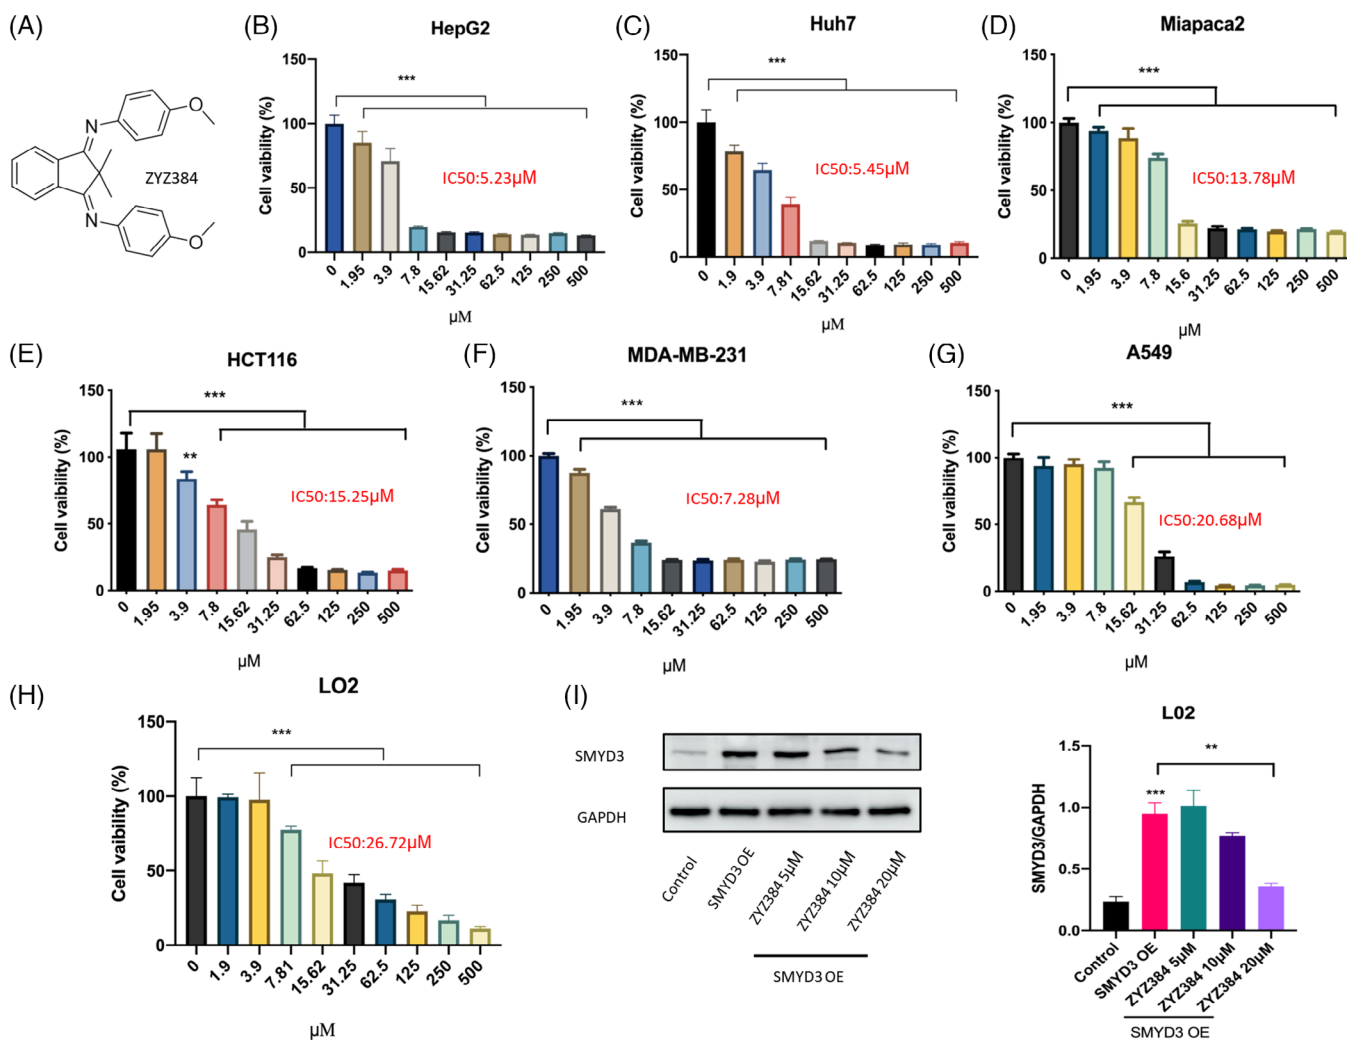 (A)
O
N
ZYZ384
N
O
(B)
HepG2
Cell vaibility (%)
150
100
50
0
***
IC50:5.23µM
0 1.95 3.9 7.8 15.62 31.25 62.5 125 250 500
µM
(C)
Huh7
Cell vaibility (%)
150
100
50
0
***
IC50:5.45µM
0 1.9 3.9 7.81 15.62 31.25 62.5 125 250 500
µM
(D)
Miapaca2
Cell vaibility (%)
150
100
50
0
***
IC50:13.78µM
0 1.95 3.9 7.8 15.6 31.25 62.5 125 250 500
µM
(E)
HCT116
Cell vaibility (%)
150
100
50
0
***
**
IC50:15.25µM
0 1.95 3.9 7.8 15.62 31.25 62.5 125 250 500
µM
(F)
MDA-MB-231
Cell vaibility (%)
150
100
50
0
***
IC50:7.28µM
0 1.95 3.9 7.8 15.62 31.25 62.5 125 250 500
µM
(G)
A549
Cell vaibility (%)
150
100
50
0
***
IC50:20.68µM
0 1.95 3.9 7.8 15.62 31.25 62.5 125 250 500
µM
(H)
LO2
Cell vaibility (%)
150
100
50
0
***
IC50:26.72µM
0 1.9 3.9 7.81 15.62 31.25 62.5 125 250 500
µM
(I)
SMYD3
GAPDH
Control
SMYD3 OE
ZYZ384 5µM
ZYZ384 10µM
ZYZ384 20µM
SMYD3 OE
L02
SMYD3/GAPDH
1.5
1.0
0.5
0.0
**
***
Control
SMYD3 OE
ZYZ384 5µM
ZYZ384 10µM
ZYZ384 20µM
SMYD3 OE